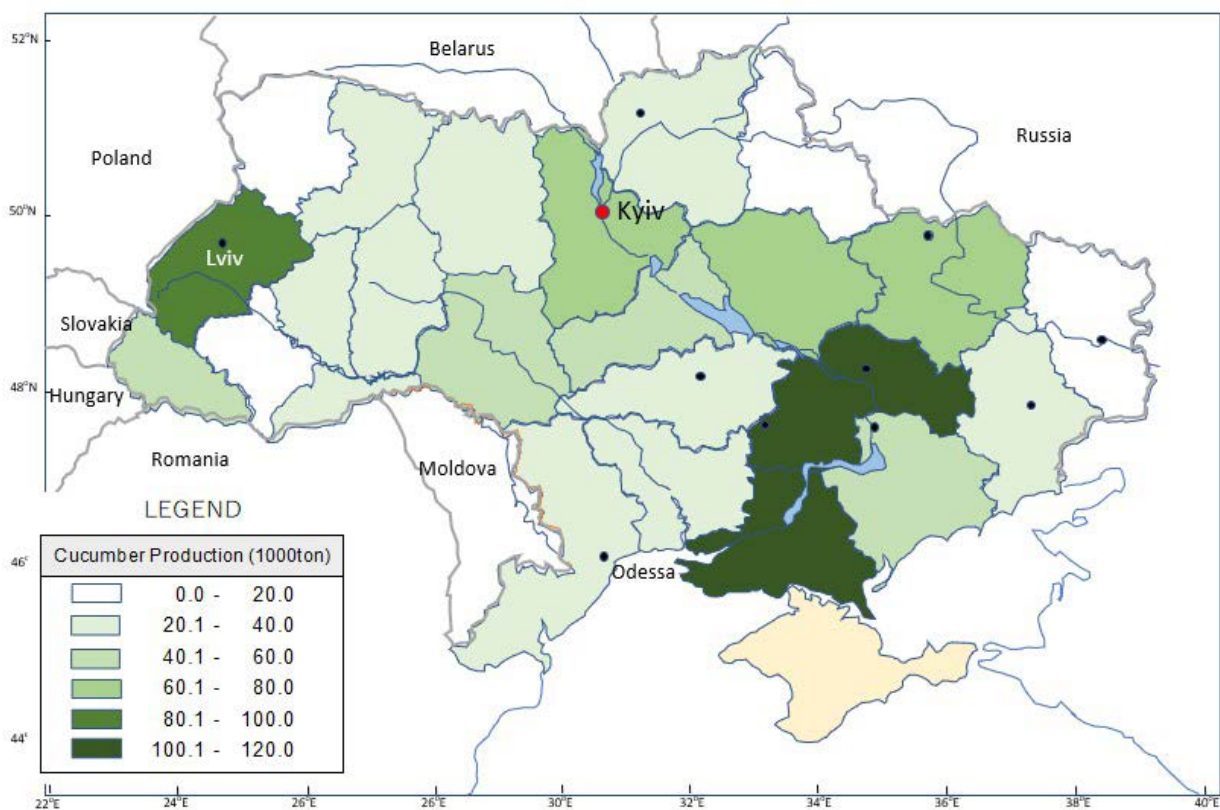 52°N
Belarus
Russia
Poland
50°N
Kyiv
Lviv
Slovakia
48°N
Hungary
Romania
Moldova
LEGEND
Cucumber Production (1000ton)
46°
Odessa
0.0 - 20.0
20.1 - 40.0
40.1 - 60.0
60.1 - 80.0
80.1 - 100.0
100.1 - 120.0
44°
22°E 24°E 26°E 28°E 30°E 32°E 34°E 36°E 38°E 40°E